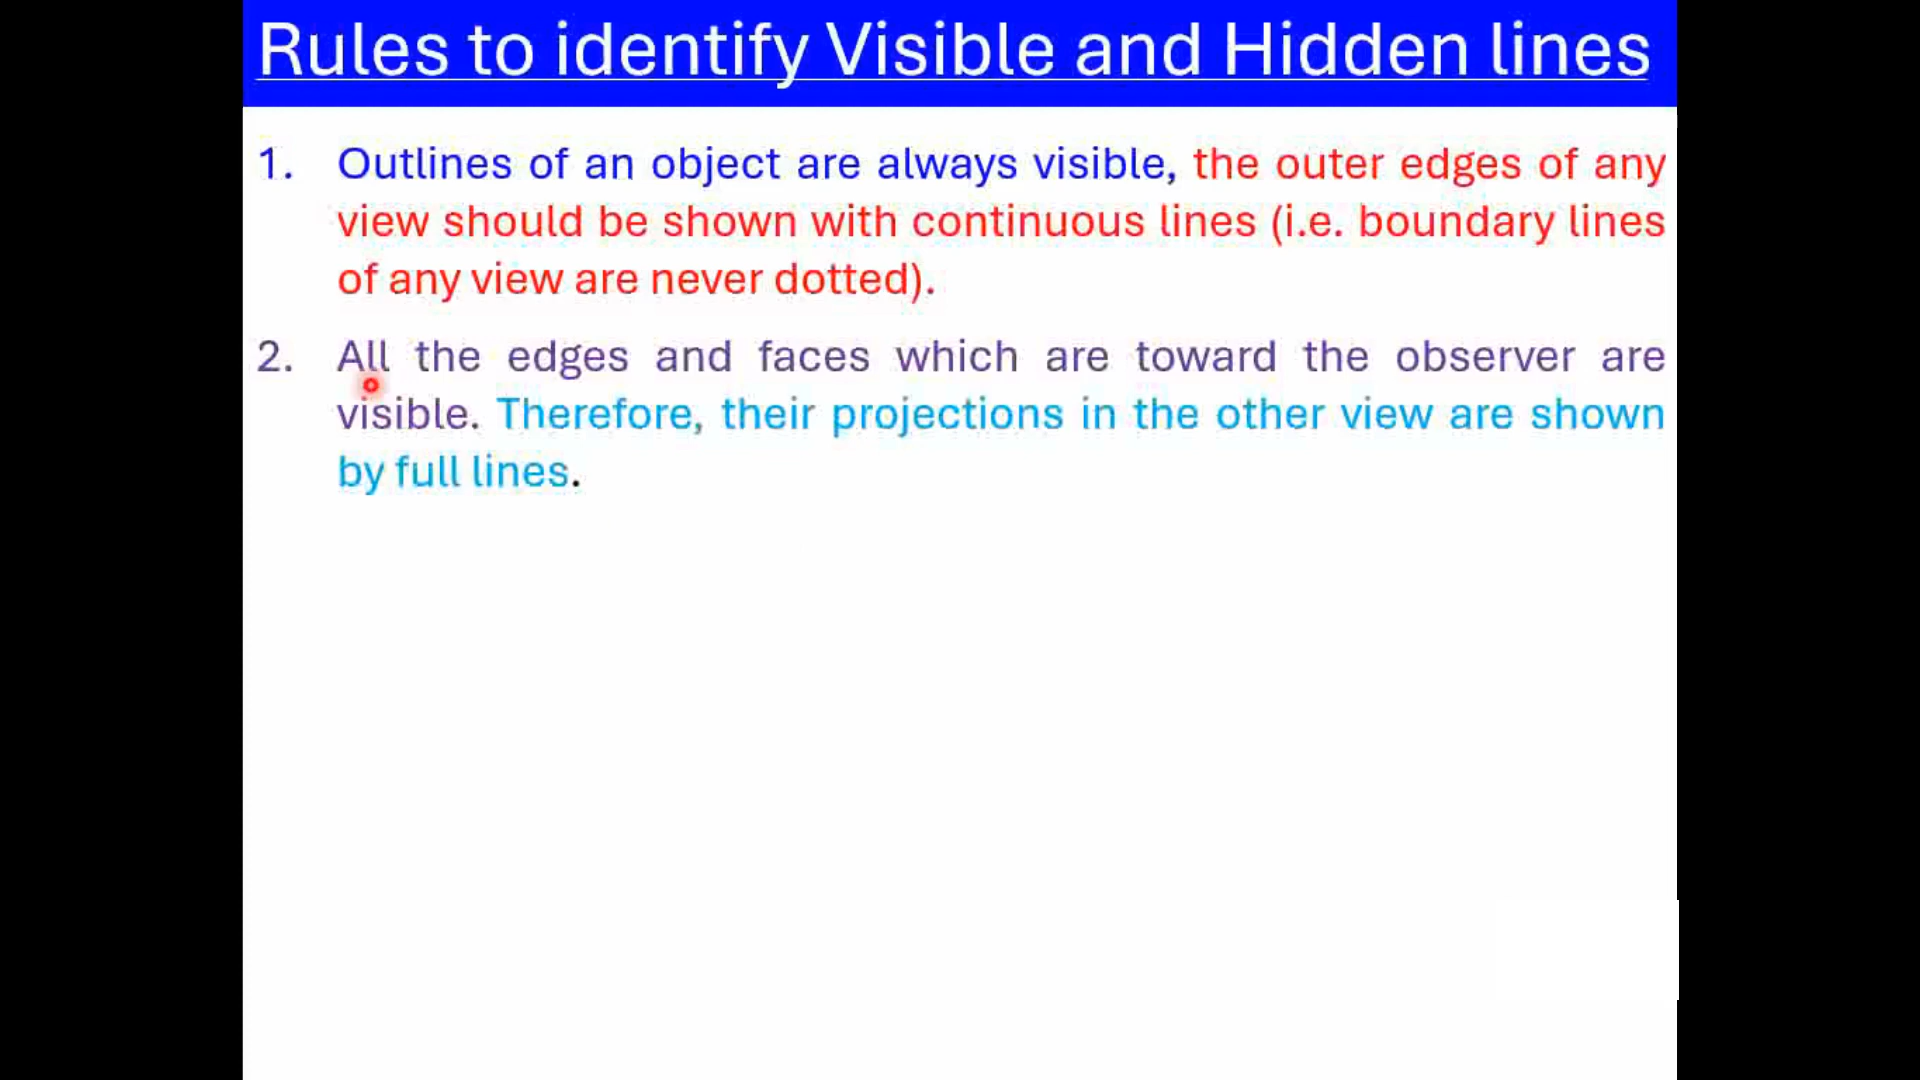 Rules to identify Visible and Hidden lines
1. Outlines of an object are always visible, the outer edges of any
view should be shown with continuous lines (i.e. boundary lines
of any view are never dotted).
2. All the edges and faces which are toward the observer are
visible. Therefore, their projections in the other view are shown
by full lines.